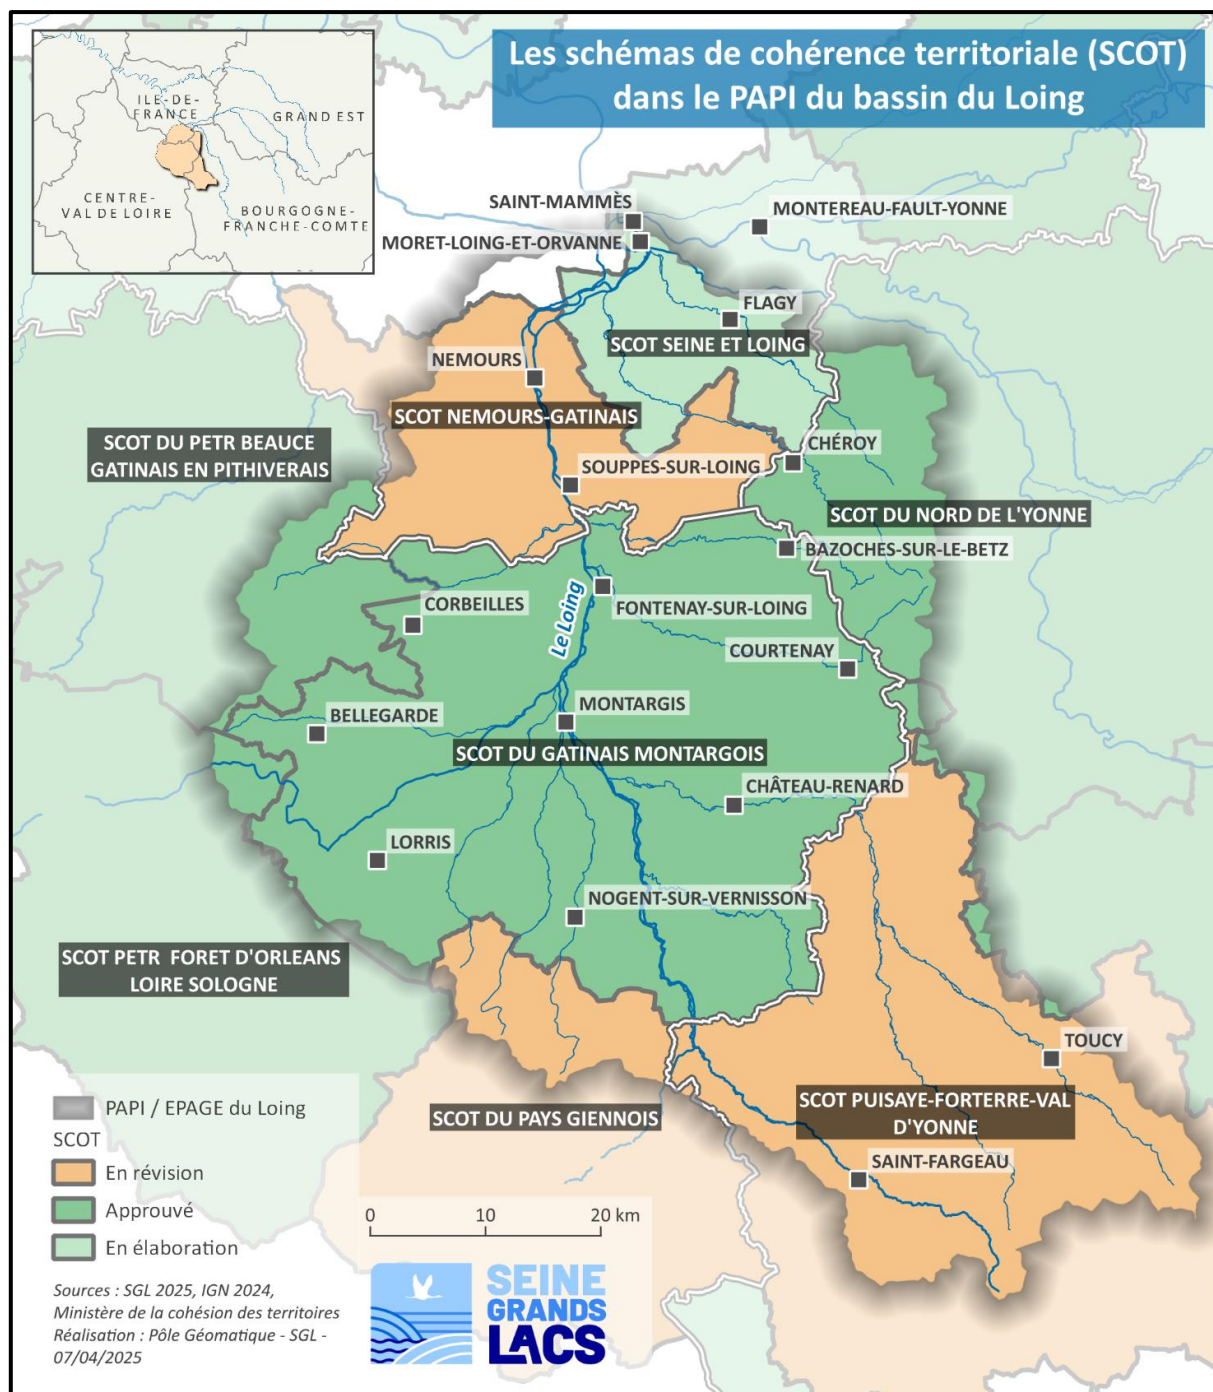 Les schémas de cohérence territoriale (SCOT)
dans le PAPI du bassin du Loing
ILE-DE-
FRANCE
GRAND EST
CENTRE-
VAL DE LOIRE
BOURGOGNE-
FRANCHE-COMTE
SAINT-MAMMÈS
MONTEREAU-FAULT-YONNE
MORET-LOING-ET-ORVANNE
FLAGY
SCOT SEINE ET LOING
NEMOURS
SCOT NEMOURS-GATINAIS
SCOT DU PETR BEAUCE
GATINAIS EN PITHIVERAIS
CHÉROY
SOUPPES-SUR-LOING
SCOT DU NORD DE L'YONNE
BAZOCHES-SUR-LE-BETZ
Le Loing
CORBEILLES
FONTENAY-SUR-LOING
COURTENAY
BELLEGARDE
MONTARGIS
SCOT DU GATINAIS MONTARGOIS
CHÂTEAU-RENARD
LORRIS
NOGENT-SUR-VERNISSON
SCOT PETR FORET D'ORLEANS
LOIRE SOLOGNE
TOUCY
SCOT DU PAYS GIENNOIS
SCOT PUISAYE-FORTERRE-VAL
D'YONNE
SAINT-FARGEAU
PAPI / EPAGE du Loing
SCOT
En révision
Approuvé
En élaboration
0 10 20 km
Sources : SGL 2025, IGN 2024,
Ministère de la cohésion des territoires
Réalisation : Pôle Géomatique - SGL -
07/04/2025
SEINE
GRANDS
LACS